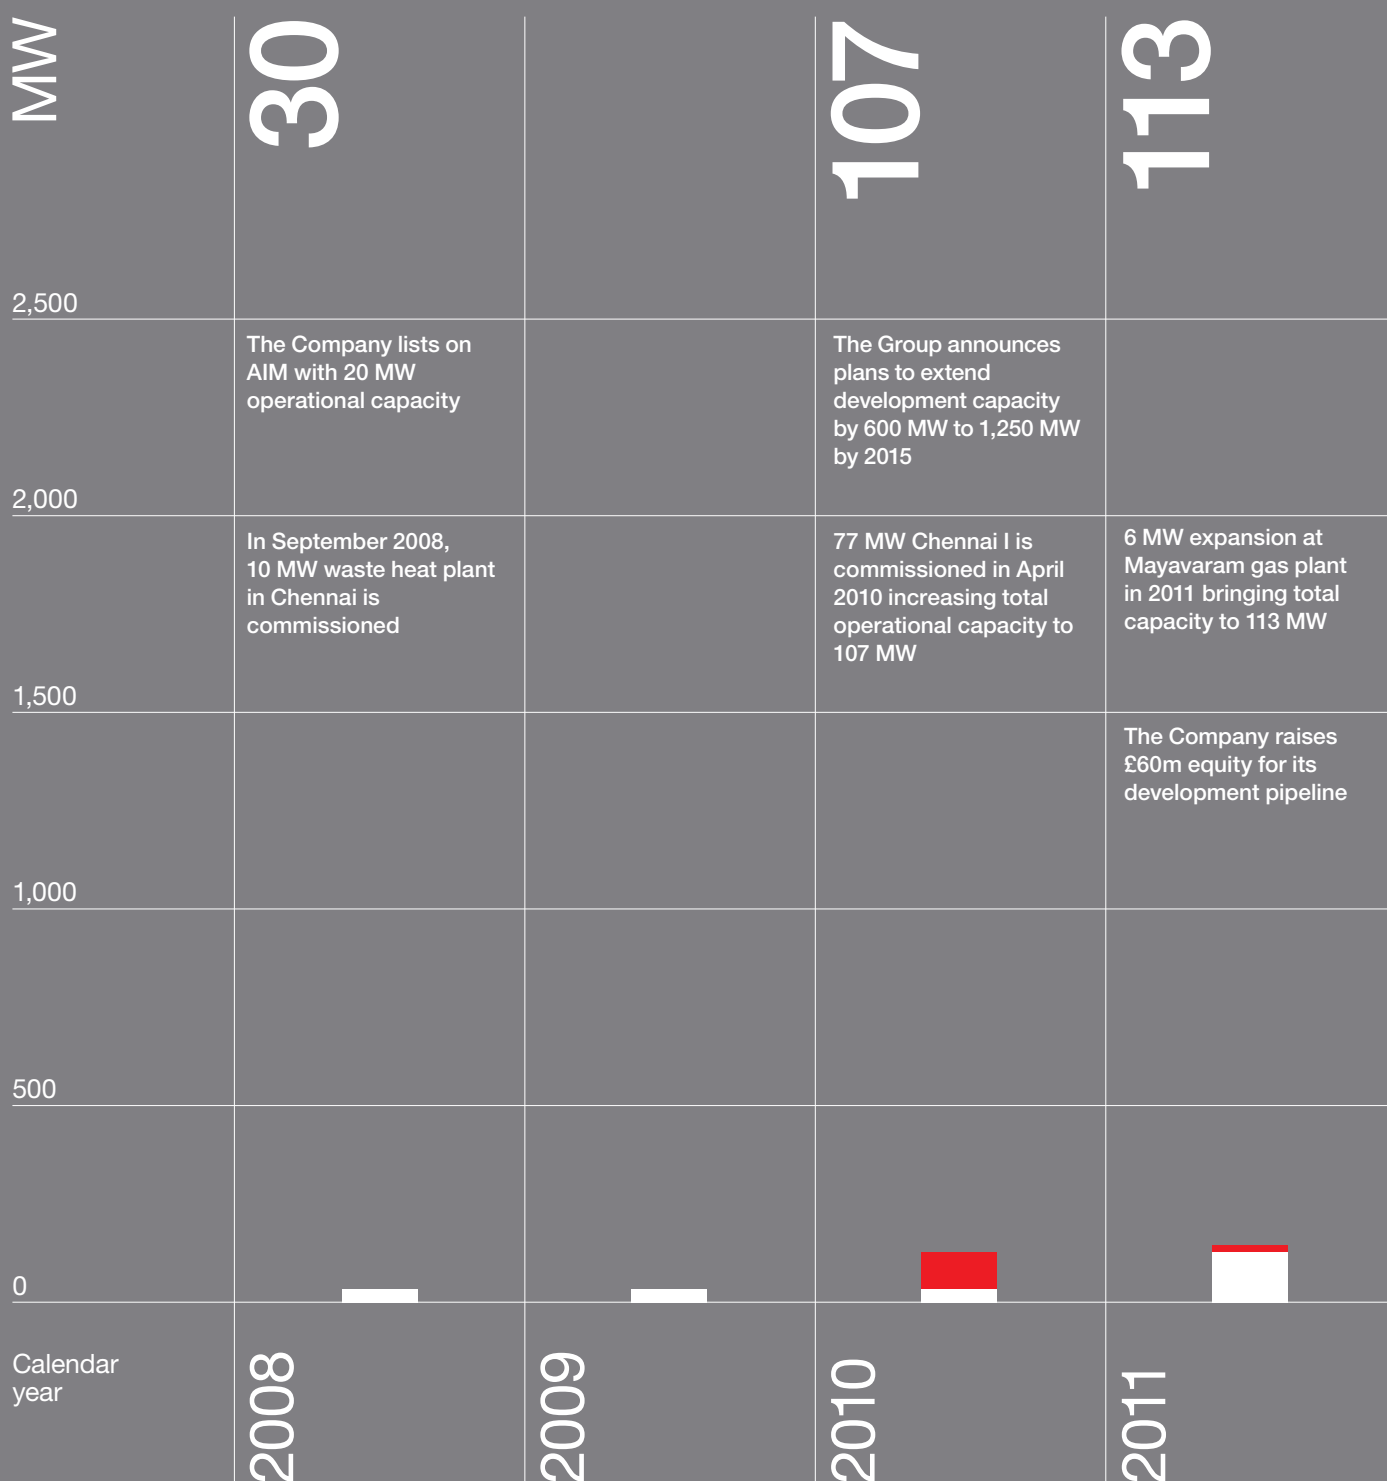 MW
30
107
113
2,500
The Company lists on
AIM with 20 MW
operational capacity
The Group announces
plans to extend
development capacity
by 600 MW to 1,250 MW
by 2015
2,000
In September 2008,
10 MW waste heat plant
in Chennai is
commissioned
77 MW Chennai I is
commissioned in April
2010 increasing total
operational capacity to
107 MW
6 MW expansion at
Mayavaram gas plant
in 2011 bringing total
capacity to 113 MW
1,500
The Company raises
£60m equity for its
development pipeline
1,000
500
0
Calendar
year
2008
2009
2010
2011